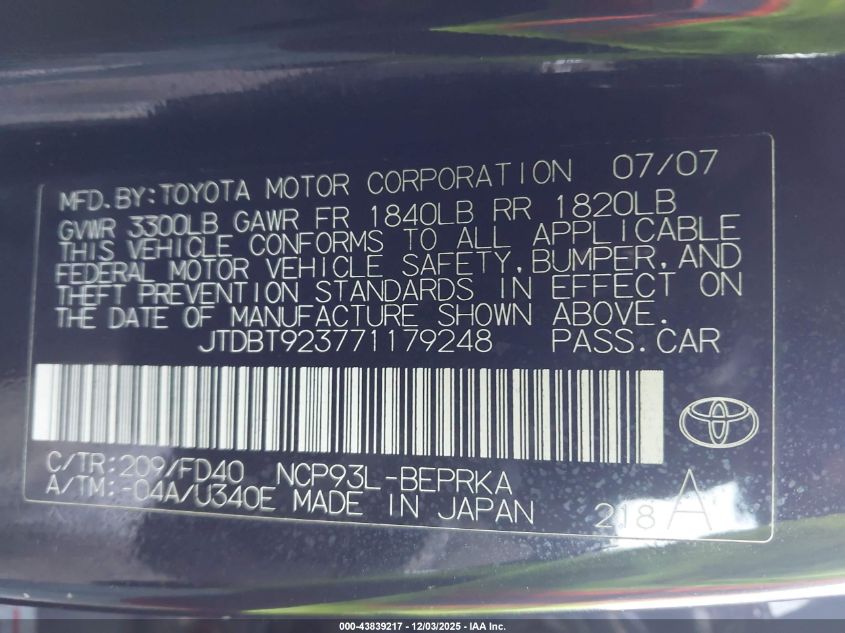 MFD. BY: TOYOTA MOTOR CORPORATION 07/07
GVWR 3300LB GAWR FR 1840LB RR 1820LB
THIS VEHICLE CONFORMS TO ALL APPLICABLE
FEDERAL MOTOR VEHICLE SAFETY, BUMPER, AND
THEFT PREVENTION STANDARDS IN EFFECT ON
THE DATE OF MANUFACTURE SHOWN ABOVE.
JTDBT923771179248 PASS. CAR
C/TR: 209/FD40 NCP93L-BEPRKA
A/TM: -04A/U340E MADE IN JAPAN 218 A
000-43839217 - 12/03/2025 - IAA Inc.